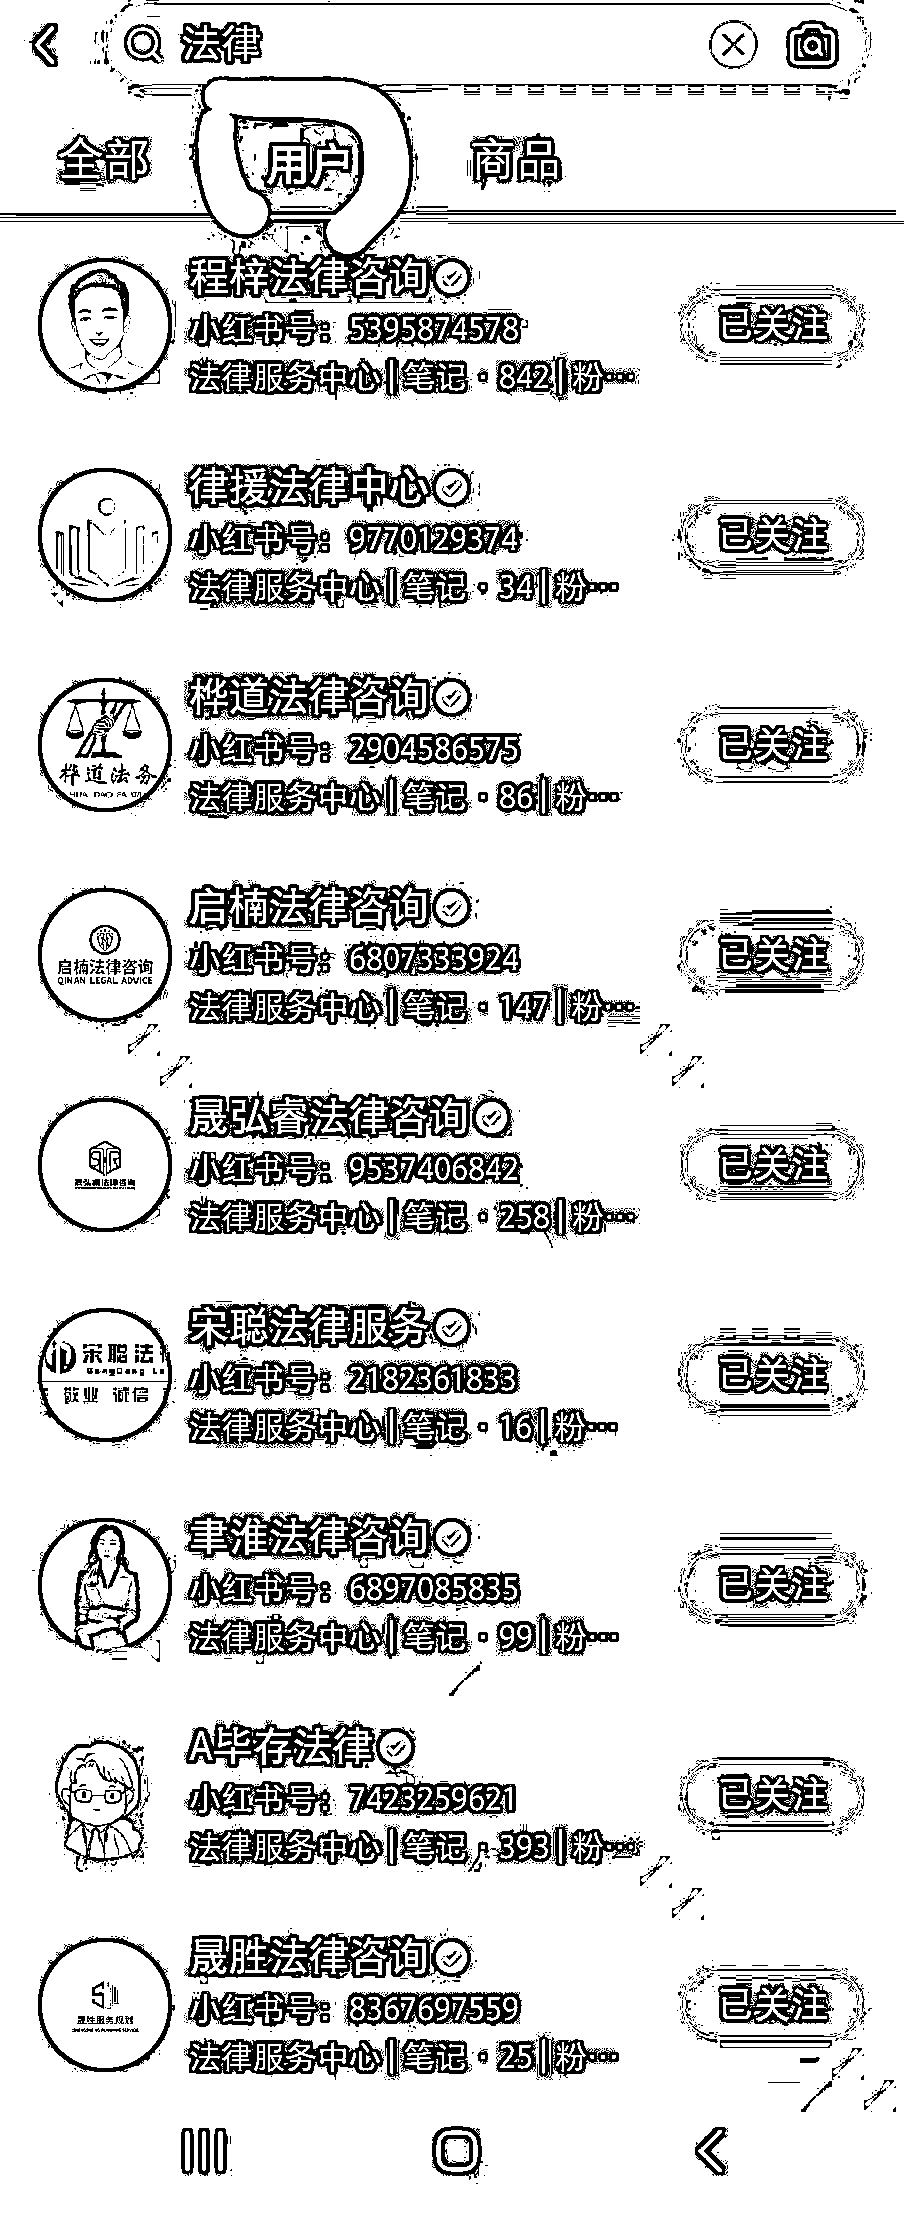 法律
全部 用户 商品
程梓法律咨询
小红书号：5395874578
已关注
法律服务中心|笔记·842|粉…
律援法律中心
小红书号：9770129374
已关注
法律服务中心|笔记·34|粉…
桦道法律咨询
小红书号：2904586575
已关注
法律服务中心|笔记·86|粉…
桦道法务
启楠法律咨询
小红书号：6807333924
已关注
法律服务中心|笔记·147|粉…
启楠法律咨询
QINAN LEGAL ADVICE
晟弘睿法律咨询
小红书号：9537406842
已关注
法律服务中心|笔记·258|粉…
晟弘睿法律咨询
宋聪法律服务
小红书号：2182361833
已关注
法律服务中心|笔记·16|粉…
宋聪法
敬业 诚信
聿淮法律咨询
小红书号：6897085835
已关注
法律服务中心|笔记·99|粉…
A毕存法律
小红书号：7423259621
已关注
法律服务中心|笔记·393|粉…
晟胜法律咨询
小红书号：8367697559
已关注
法律服务中心|笔记·25|粉…